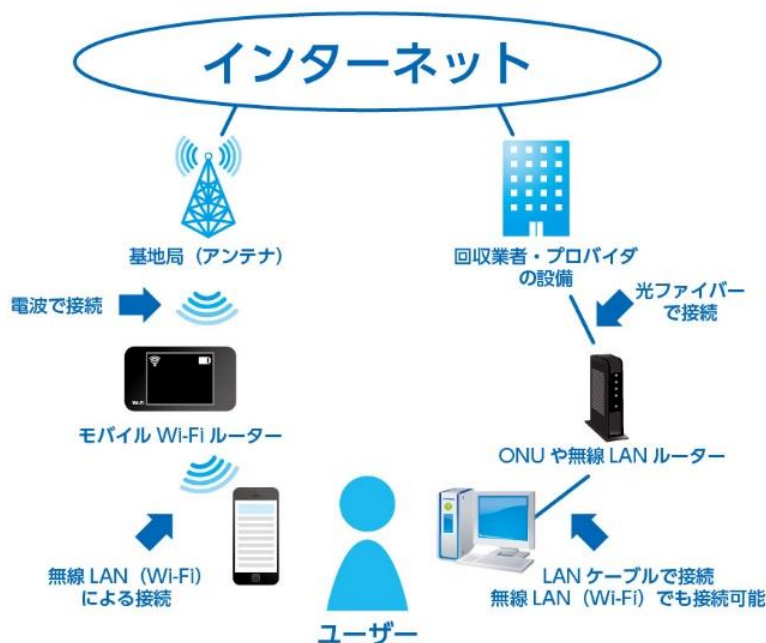 インターネット
基地局（アンテナ）
回収業者・プロバイダ
の設備
電波で接続
光ファイバー
で接続
Wi-Fi
モバイル Wi-Fi ルーター
ONU や無線 LAN ルーター
無線 LAN（Wi-Fi）
による接続
LAN ケーブルで接続
無線 LAN（Wi-Fi）でも接続可能
ユーザー